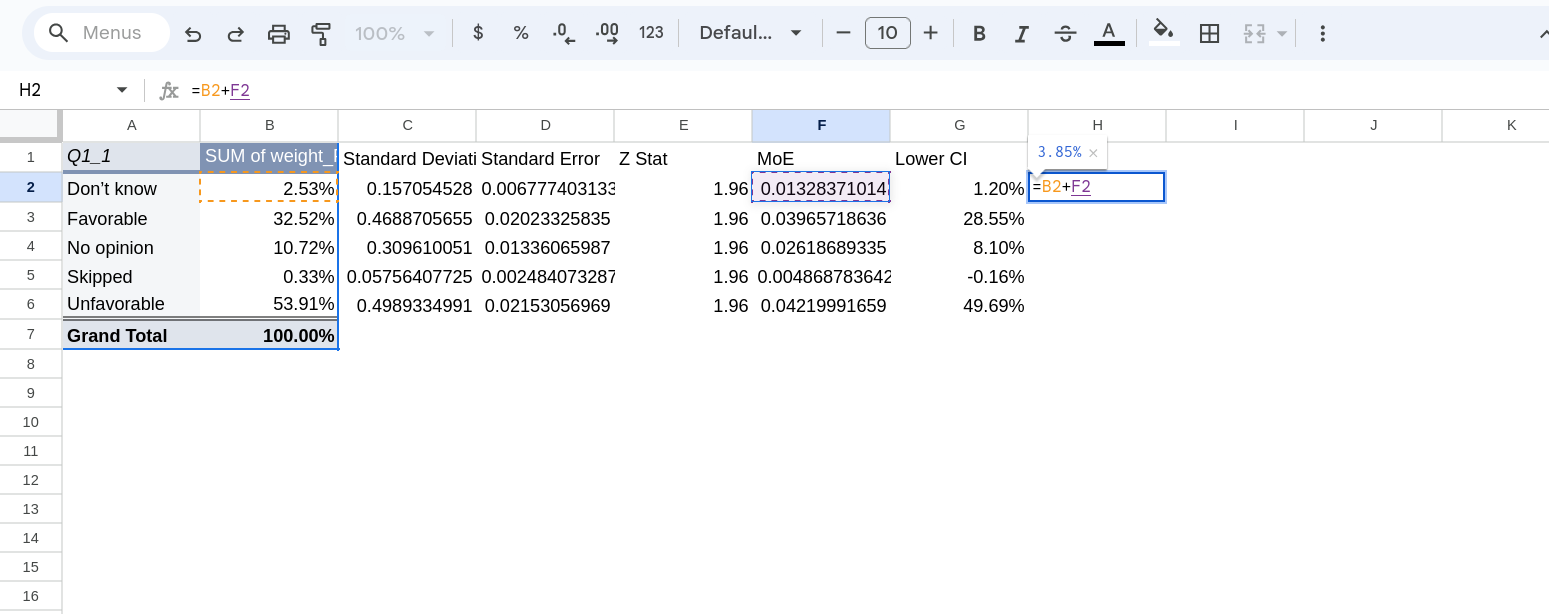 Menus 100% $ % .0 .00 123 Defaul... 10 B I A
H2 fx =B2+F2
A B C D E F G H I J K
1 Q1_1 SUM of weight_ Standard Deviati Standard Error Z Stat MoE Lower CI 3.85% ×
2 Don’t know 2.53% 0.157054528 0.006777403133 1.96 0.01328371014 1.20% =B2+F2
3 Favorable 32.52% 0.4688705655 0.02023325835 1.96 0.03965718636 28.55%
4 No opinion 10.72% 0.309610051 0.01336065987 1.96 0.02618689335 8.10%
5 Skipped 0.33% 0.05756407725 0.002484073287 1.96 0.004868783642 -0.16%
6 Unfavorable 53.91% 0.4989334991 0.02153056969 1.96 0.04219991659 49.69%
7 Grand Total 100.00%
8
9
10
11
12
13
14
15
16